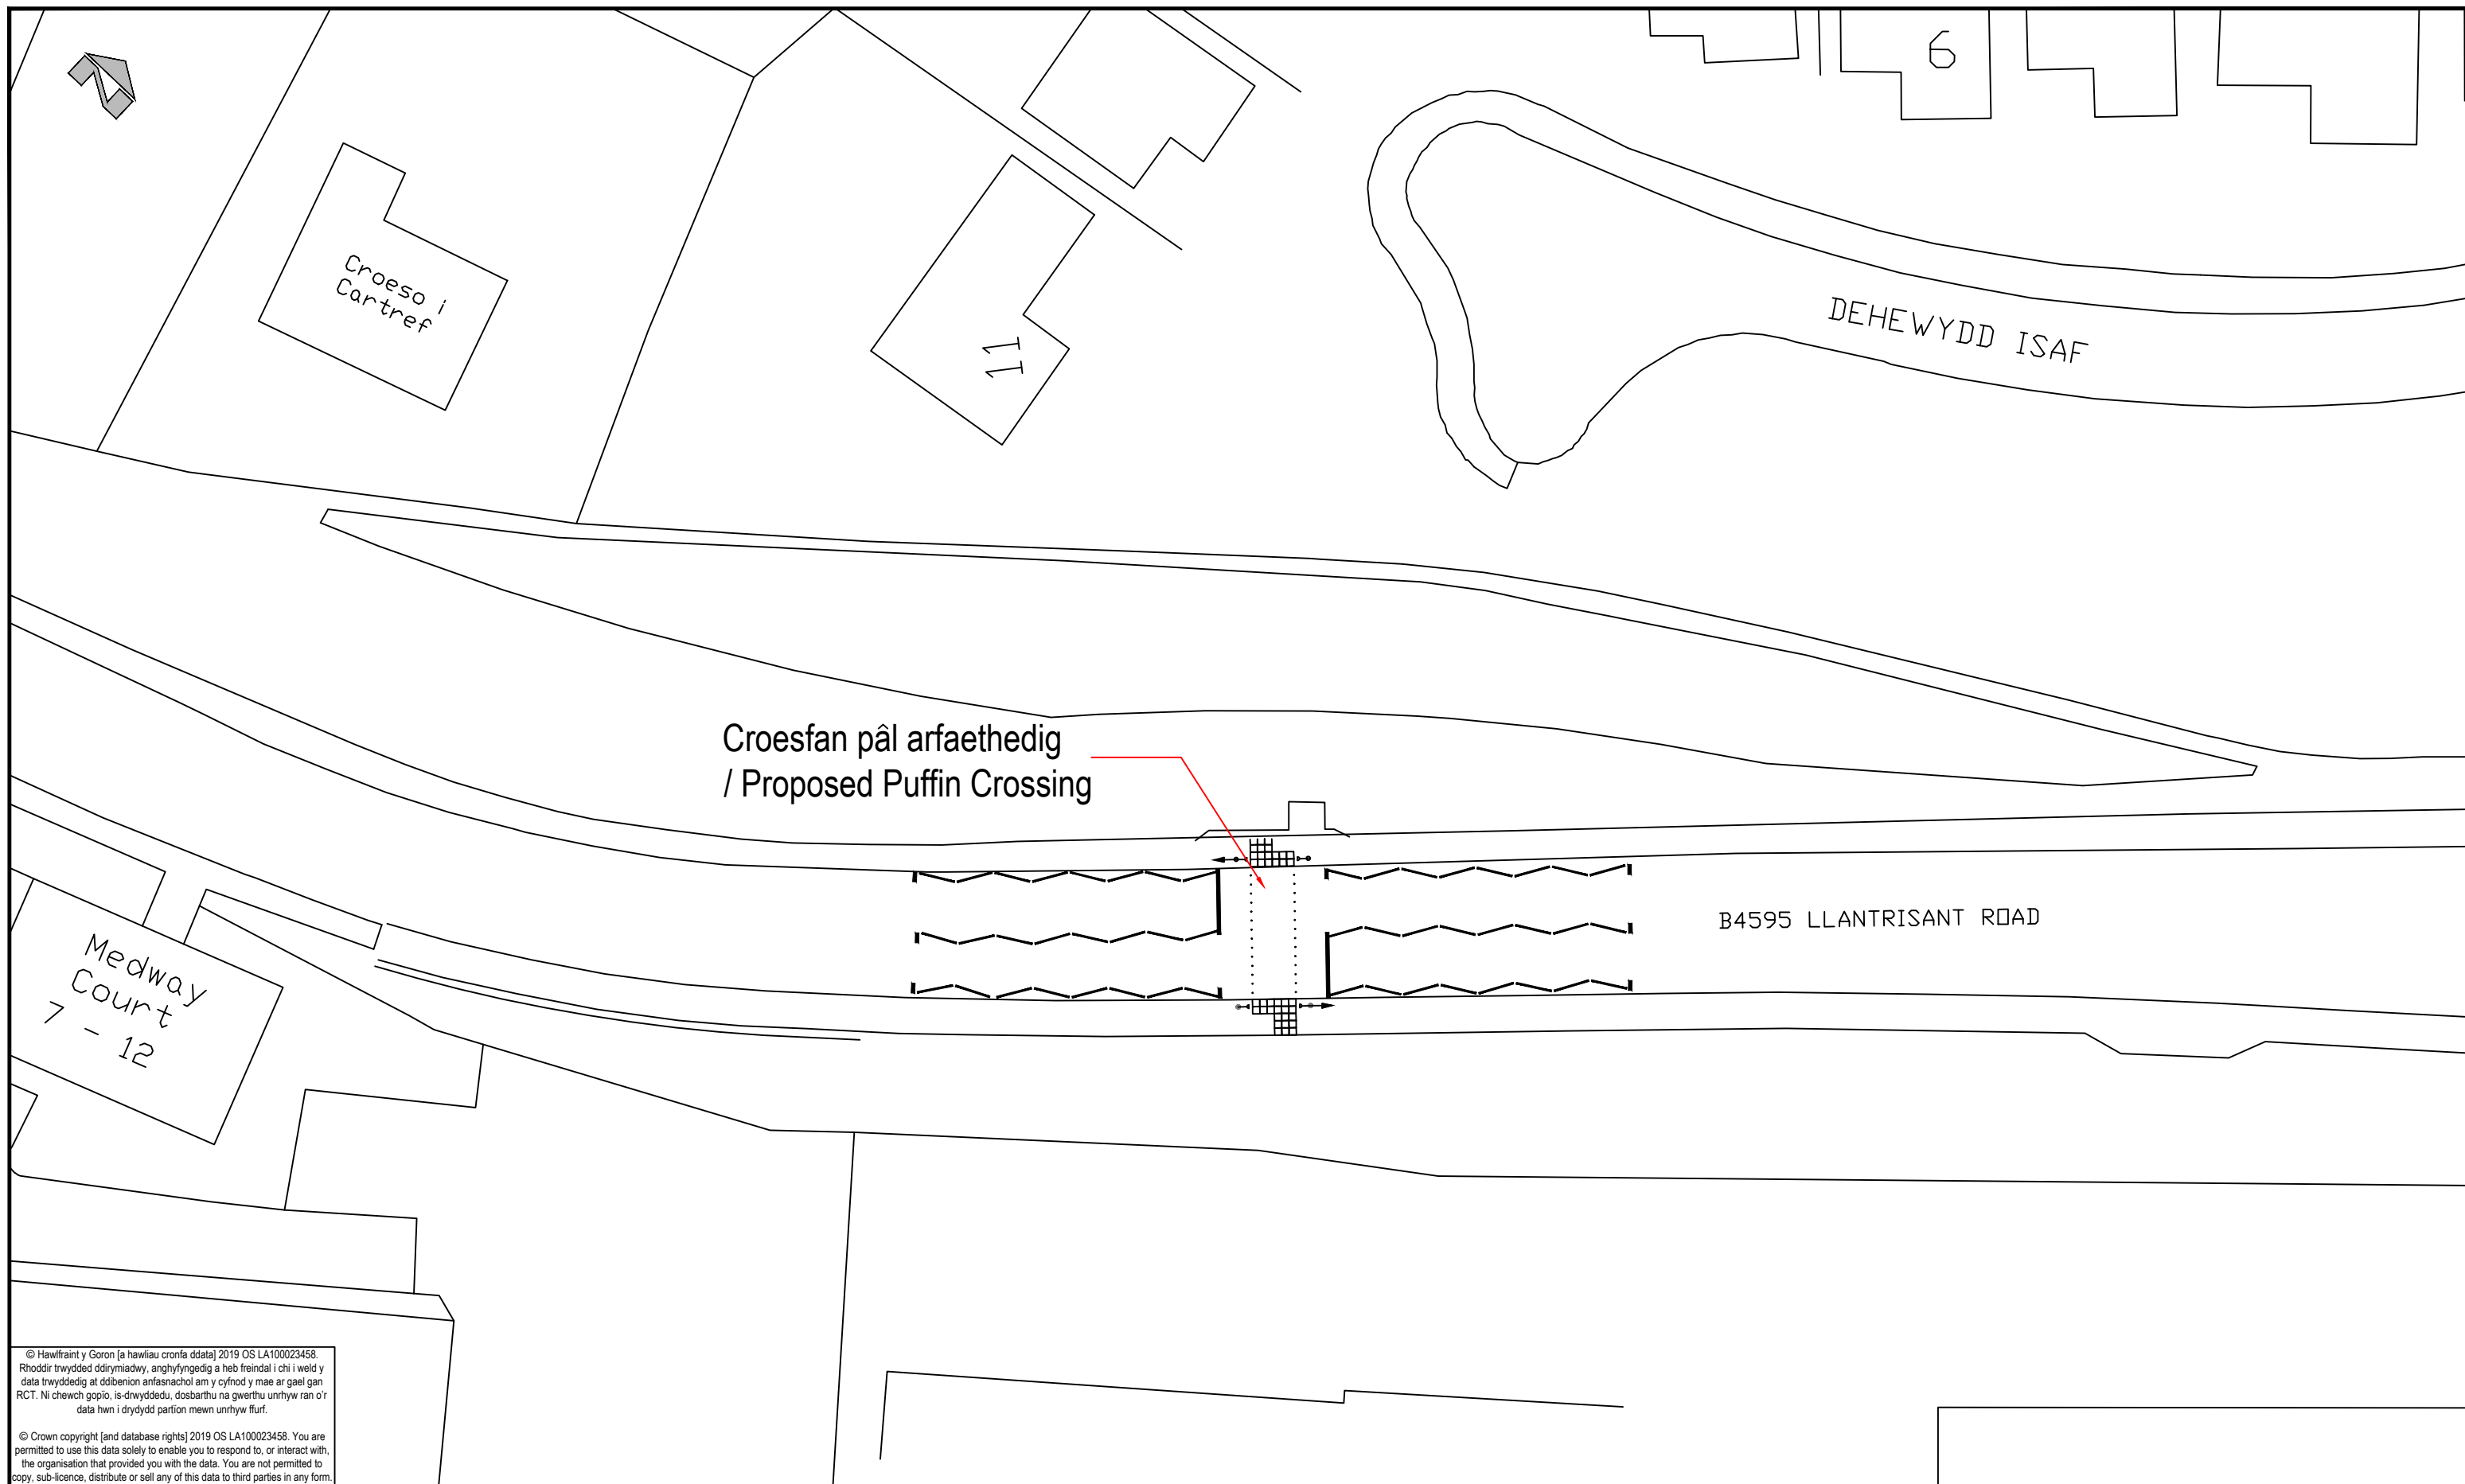 6
Croeso i
Cartref
11
DEHEWYDD ISAF
Croesfan pâl arfaethedig
/ Proposed Puffin Crossing
B4595 LLANTRISANT ROAD
Medway
Court
7 - 12
© Hawlfraint y Goron [a hawliau cronfa ddata] 2019 OS LA100023458.
Rhoddir trwydded ddirymiadwy, anghyfyngedig a heb freindal i chi i weld y
data trwyddedig at ddibenion anfasnachol am y cyfnod y mae ar gael gan
RCT. Ni chewch gopïo, is-drwyddedu, dosbarthu na gwerthu unrhyw ran o'r
data hwn i drydydd partïon mewn unrhyw ffurf.
© Crown copyright [and database rights] 2019 OS LA100023458. You are
permitted to use this data solely to enable you to respond to, or interact with,
the organisation that provided you with the data. You are not permitted to
copy, sub-licence, distribute or sell any of this data to third parties in any form.